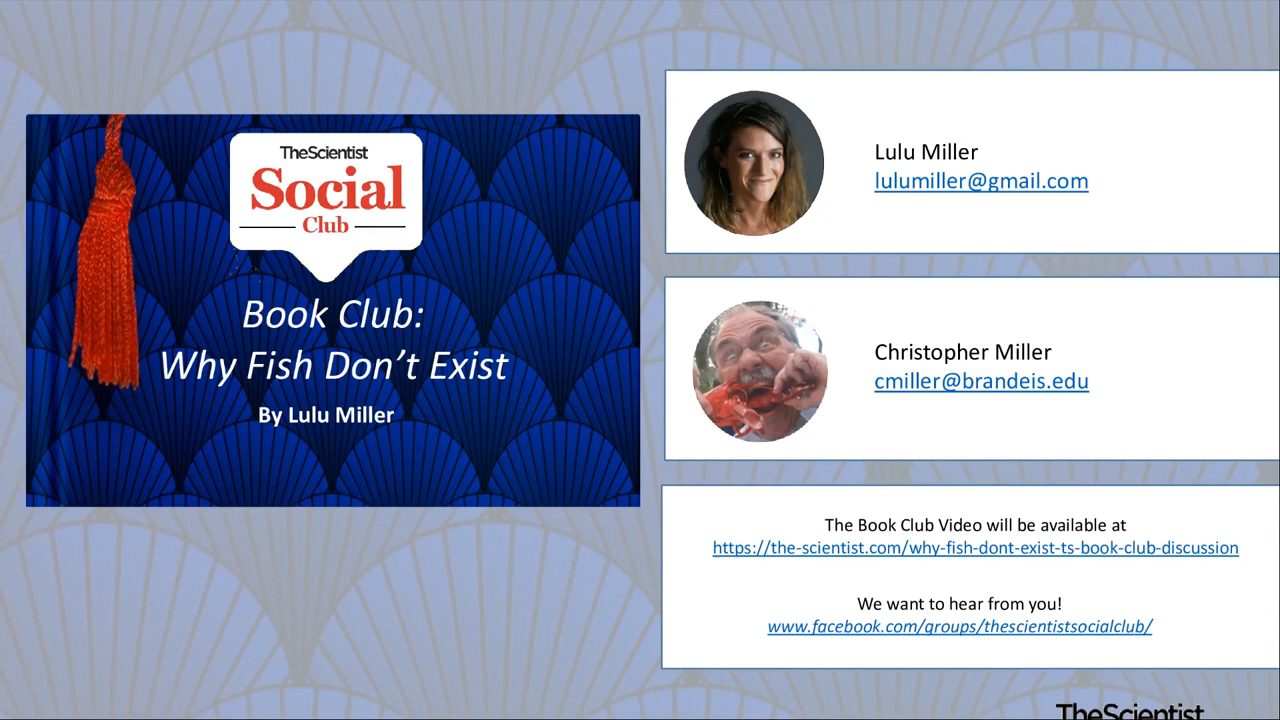 TheScientist
Social
Club
Book Club:
Why Fish Don’t Exist
By Lulu Miller
Lulu Miller
lulumiller@gmail.com
Christopher Miller
cmiller@brandeis.edu
The Book Club Video will be available at
https://the-scientist.com/why-fish-dont-exist-ts-book-club-discussion
We want to hear from you!
www.facebook.com/groups/thescientistsocialclub/
TheScientist